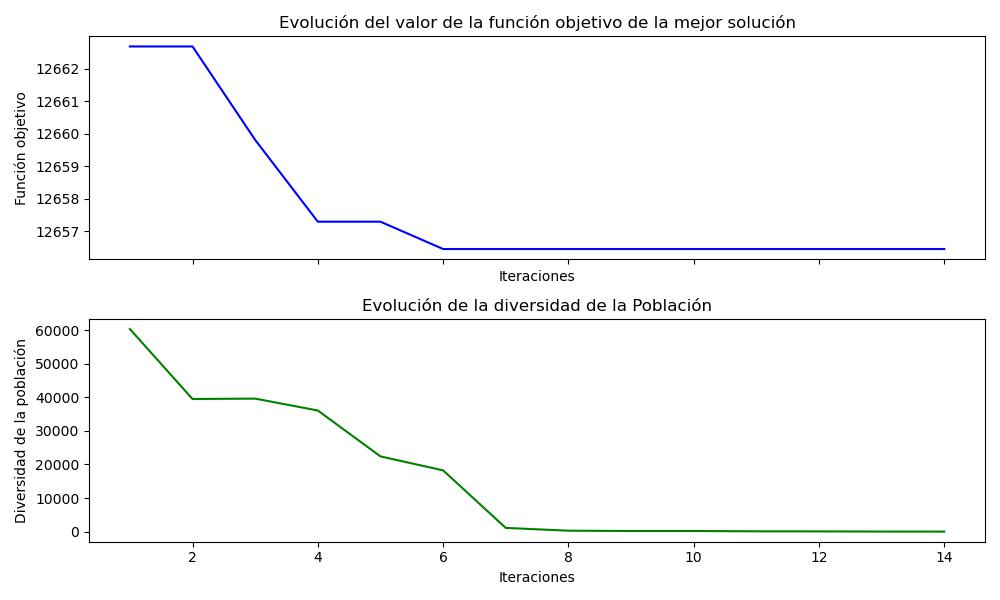 Evolución del valor de la función objetivo de la mejor solución
Función objetivo
12662
12661
12660
12659
12658
12657
Iteraciones
Evolución de la diversidad de la Población
Diversidad de la población
60000
50000
40000
30000
20000
10000
0
2 4 6 8 10 12 14
Iteraciones